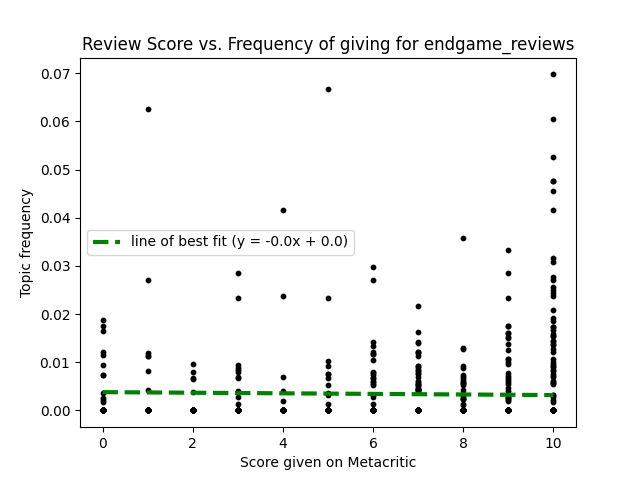 Review Score vs. Frequency of giving for endgame_reviews
0.07
0.06
0.05
0.04
0.03
0.02
0.01
0.00
Topic frequency
line of best fit (y = -0.0x + 0.0)
0 2 4 6 8 10
Score given on Metacritic